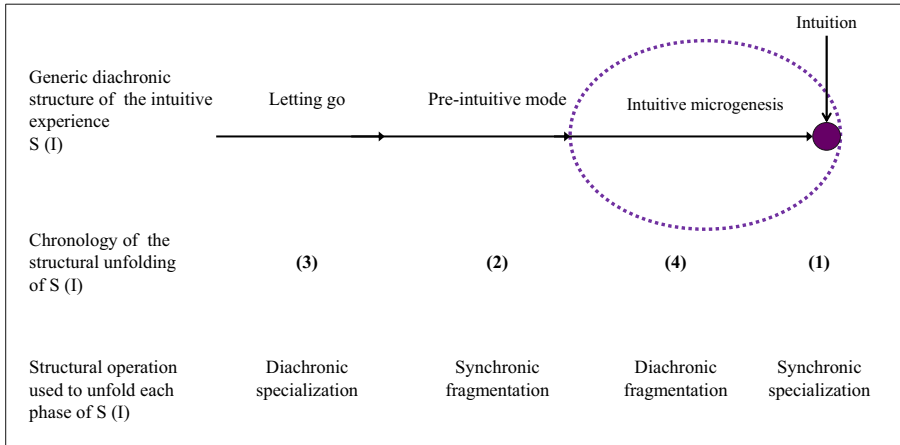 Intuition
Generic diachronic
structure of the intuitive
experience
S (I)
Letting go
Pre-intuitive mode
Intuitive microgenesis
Chronology of the
structural unfolding
of S (I)
(3)
(2)
(4)
(1)
Structural operation
used to unfold each
phase of S (I)
Diachronic
specialization
Synchronic
fragmentation
Diachronic
fragmentation
Synchronic
specialization